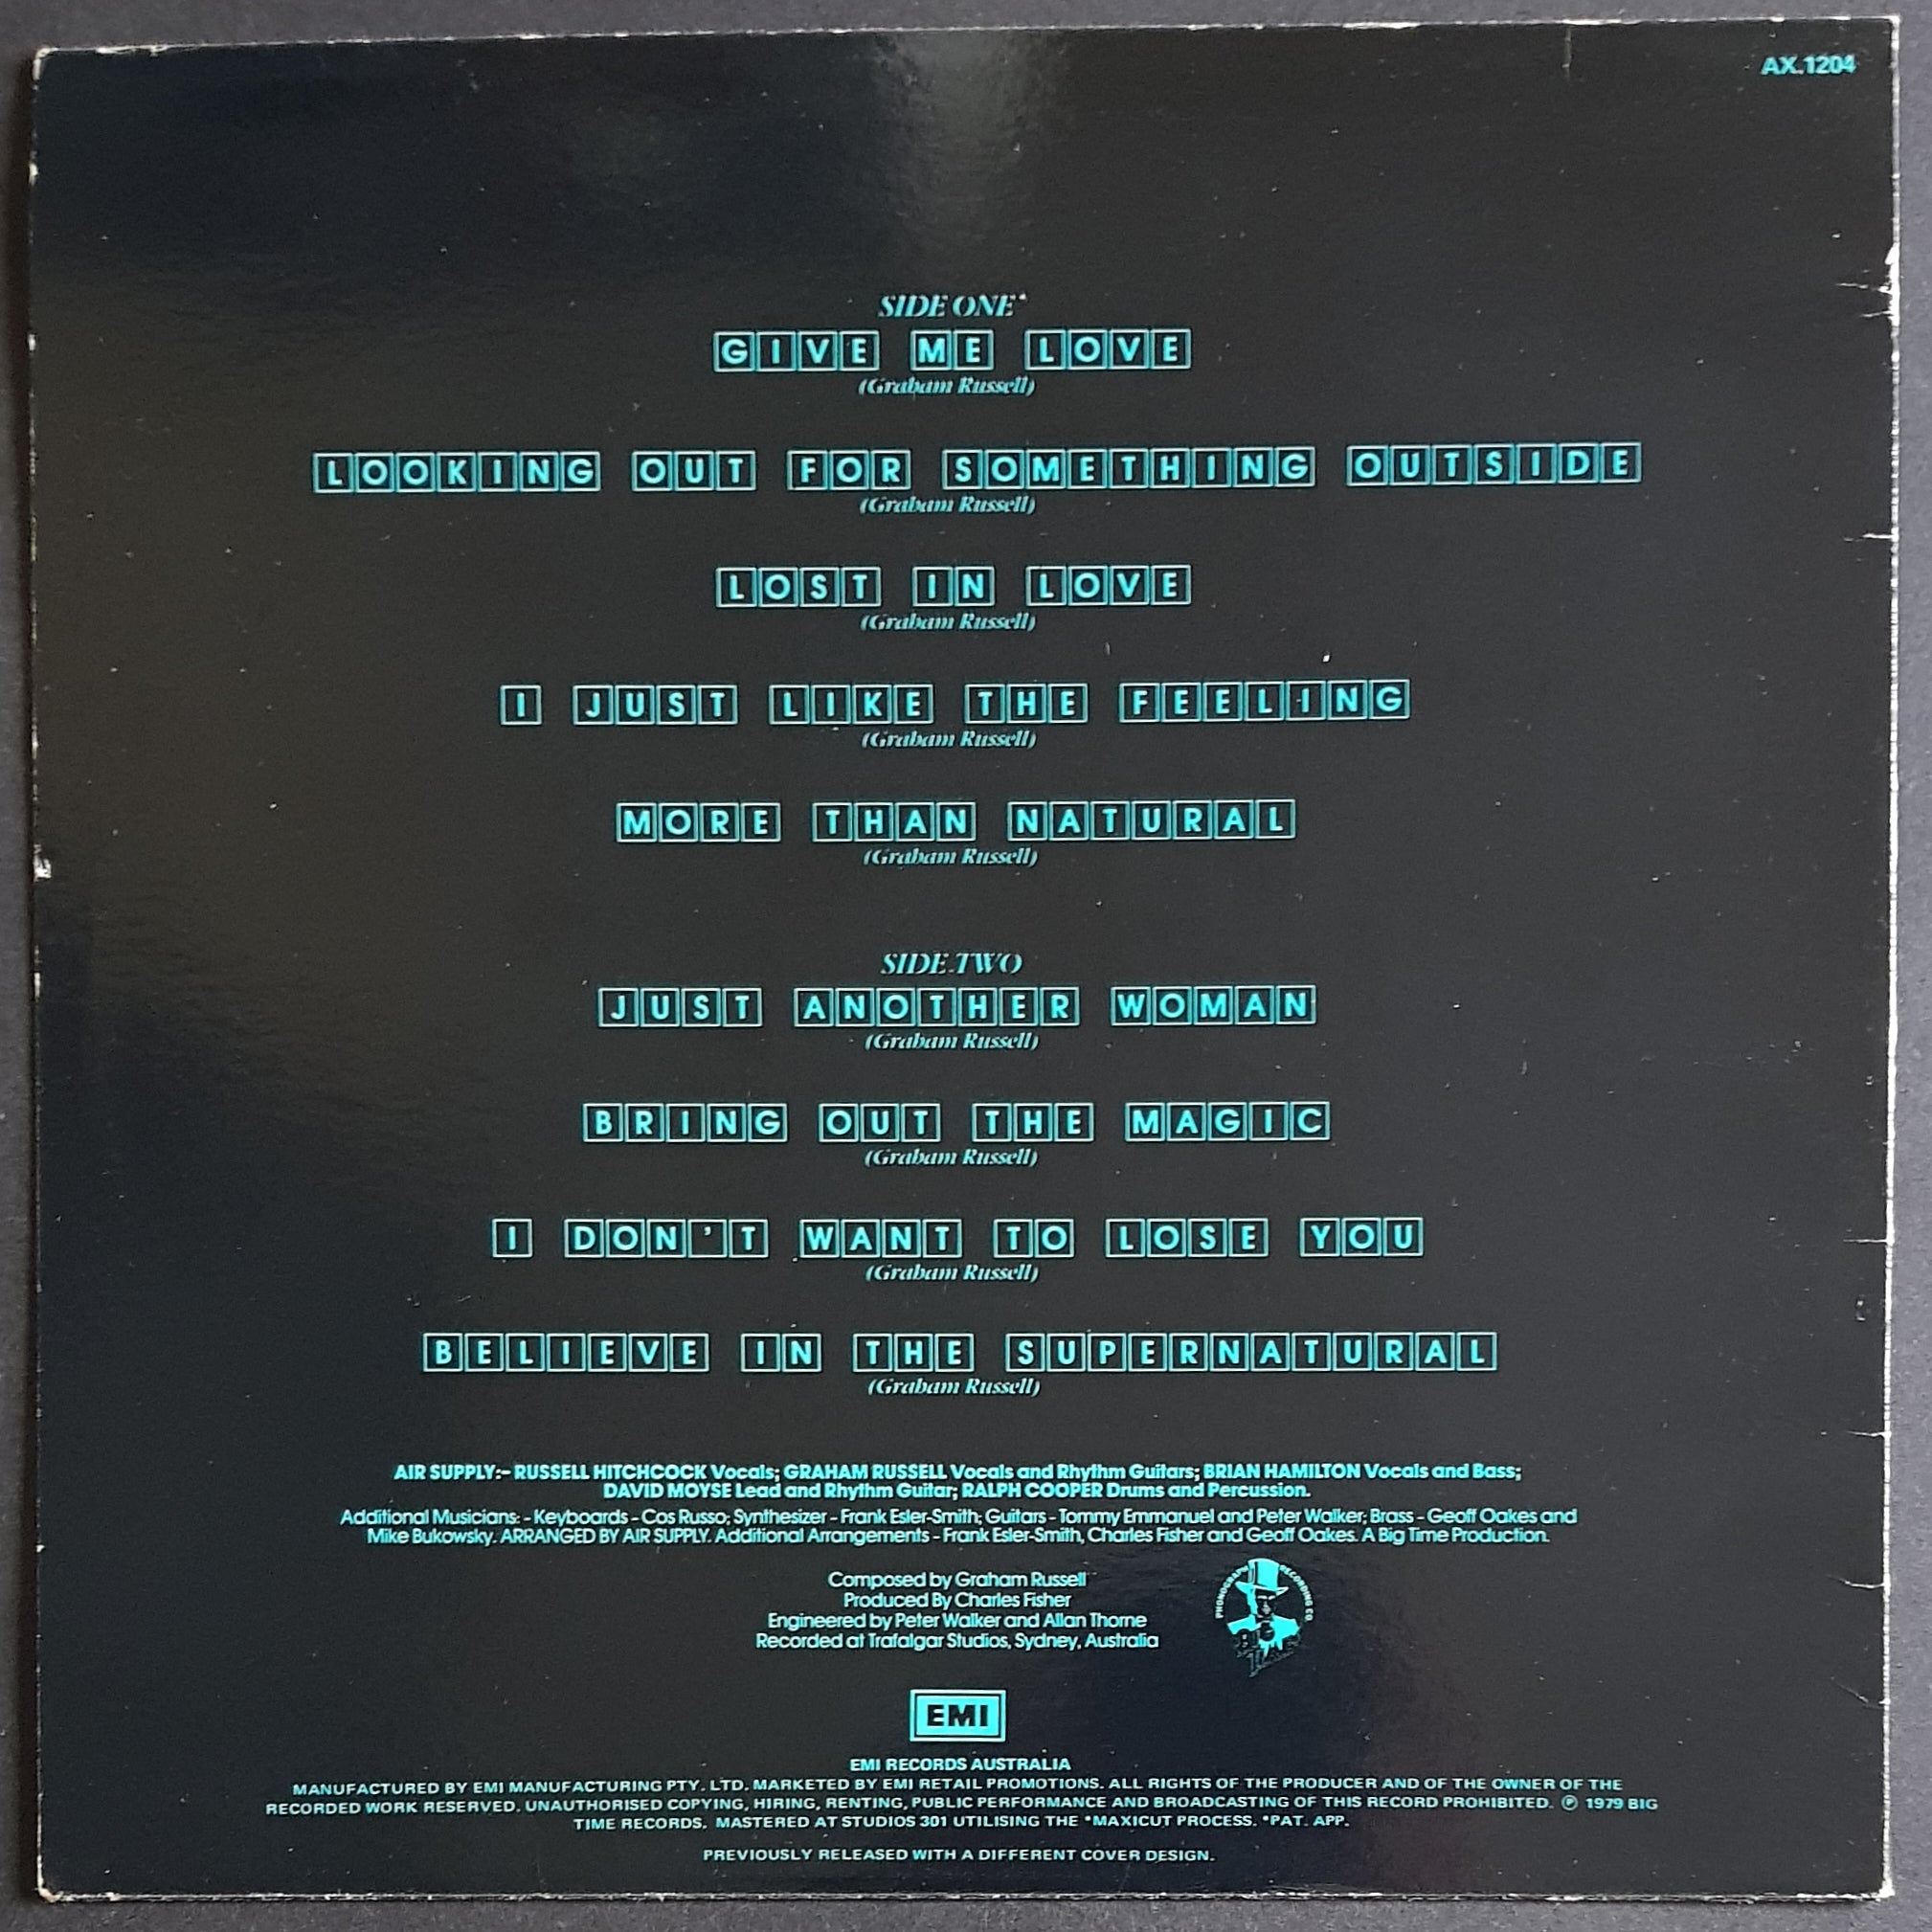 AX.1204
SIDE ONE
GIVE ME LOVE
(Graham Russell)
LOOKING OUT FOR SOMETHING OUTSIDE
(Graham Russell)
LOST IN LOVE
(Graham Russell)
I JUST LIKE THE FEELING
(Graham Russell)
MORE THAN NATURAL
(Graham Russell)
SIDE TWO
JUST ANOTHER WOMAN
(Graham Russell)
BRING OUT THE MAGIC
(Graham Russell)
I DON'T WANT TO LOSE YOU
(Graham Russell)
BELIEVE IN THE SUPERNATURAL
(Graham Russell)
AIR SUPPLY:- RUSSELL HITCHCOCK Vocals; GRAHAM RUSSELL Vocals and Rhythm Guitars; BRIAN HAMILTON Vocals and Bass;
DAVID MOYSE Lead and Rhythm Guitar; RALPH COOPER Drums and Percussion.
Additional Musicians: - Keyboards - Cos Russo; Synthesizer - Frank Esler-Smith; Guitars - Tommy Emmanuel and Peter Walker; Brass - Geoff Oakes and
Mike Bukowsky. ARRANGED BY AIR SUPPLY. Additional Arrangements - Frank Esler-Smith, Charles Fisher and Geoff Oakes. A Big Time Production.
Composed by Graham Russell
Produced By Charles Fisher
Engineered by Peter Walker and Allan Thorne
Recorded at Trafalgar Studios, Sydney, Australia
PHONOGRAPH RECORDING CO.
BIG TIME
EMI
EMI RECORDS AUSTRALIA
MANUFACTURED BY EMI MANUFACTURING PTY. LTD. MARKETED BY EMI RETAIL PROMOTIONS. ALL RIGHTS OF THE PRODUCER AND OF THE OWNER OF THE
RECORDED WORK RESERVED. UNAUTHORISED COPYING, HIRING, RENTING, PUBLIC PERFORMANCE AND BROADCASTING OF THIS RECORD PROHIBITED. ℗ 1979 BIG
TIME RECORDS. MASTERED AT STUDIOS 301 UTILISING THE *MAXICUT PROCESS. *PAT. APP.
PREVIOUSLY RELEASED WITH A DIFFERENT COVER DESIGN.